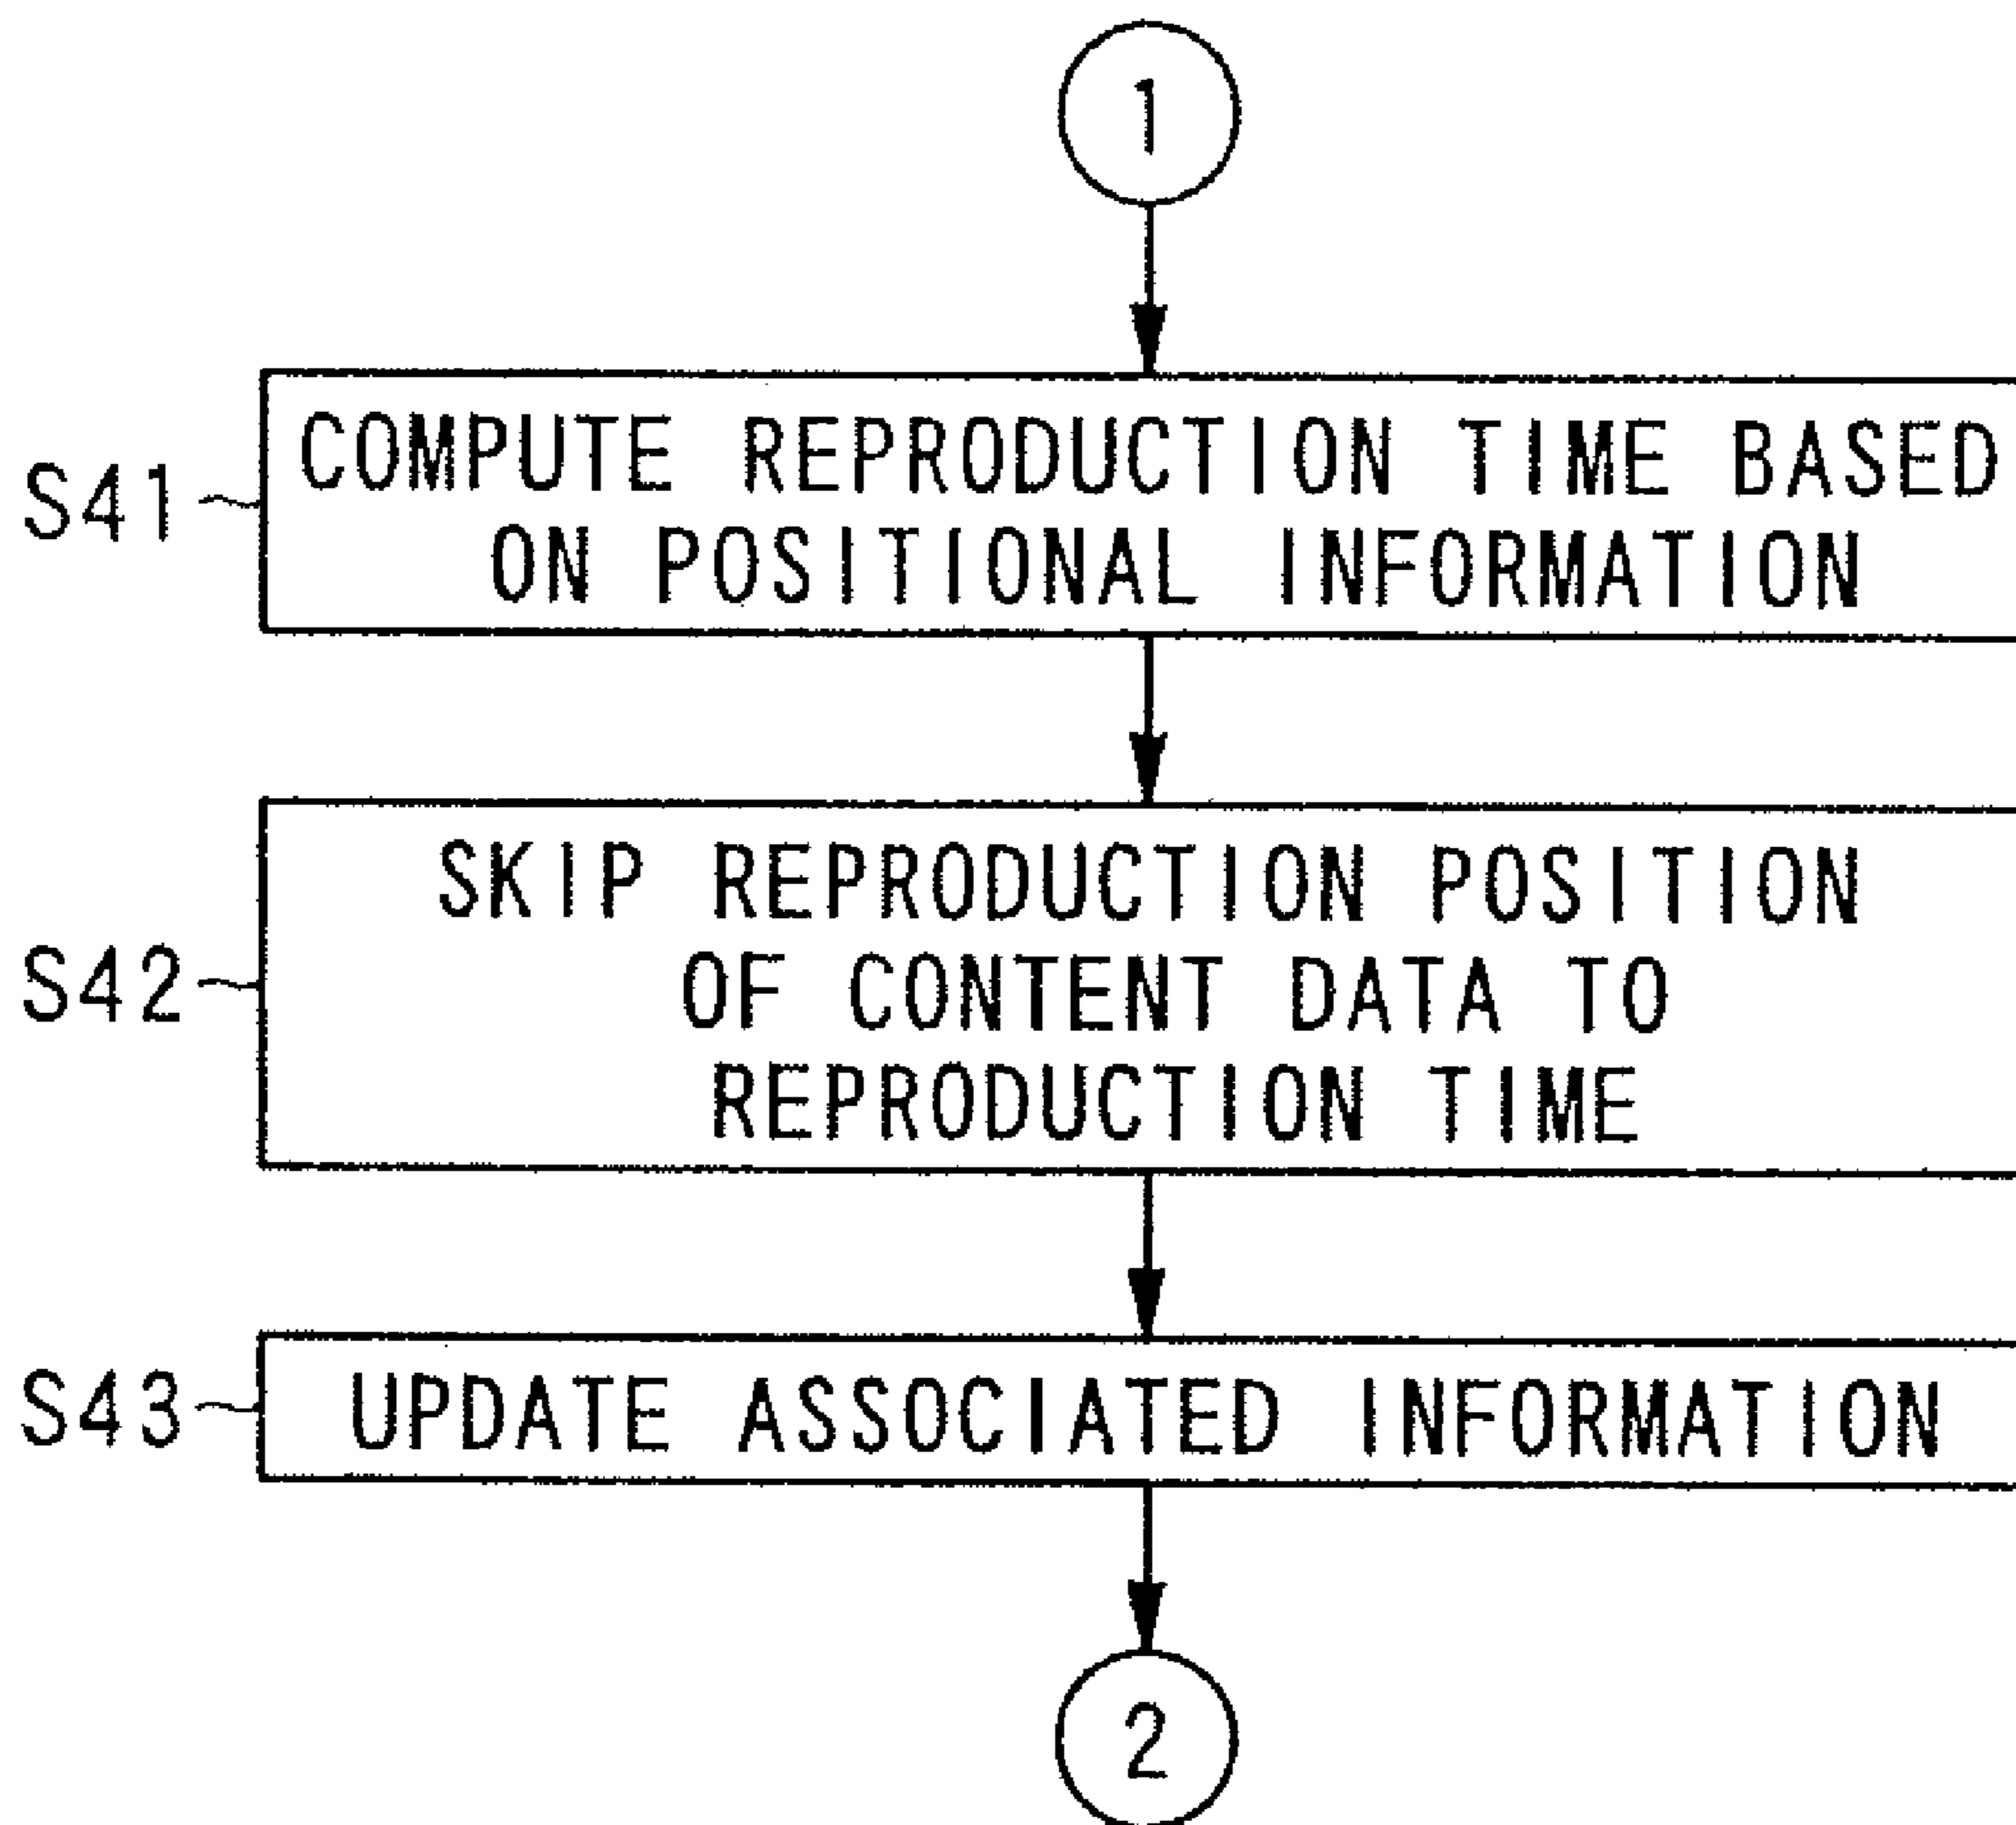 1
S41
COMPUTE REPRODUCTION TIME BASED
ON POSITIONAL INFORMATION
S42
SKIP REPRODUCTION POSITION
OF CONTENT DATA TO
REPRODUCTION TIME
S43
UPDATE ASSOCIATED INFORMATION
2